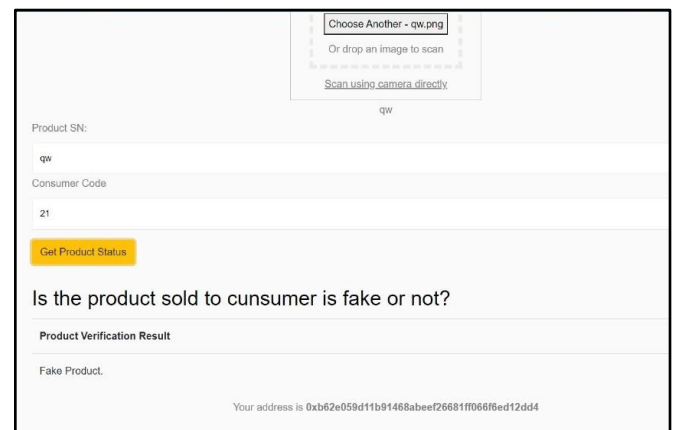 Choose Another - qw.png
Or drop an image to scan
Scan using camera directly
qw
Product SN:
qw
Consumer Code
21
Get Product Status
Is the product sold to cunsumer is fake or not?
Product Verification Result
Fake Product.
Your address is 0xb62e059d11b91468abeef26681ff066f6ed12dd4